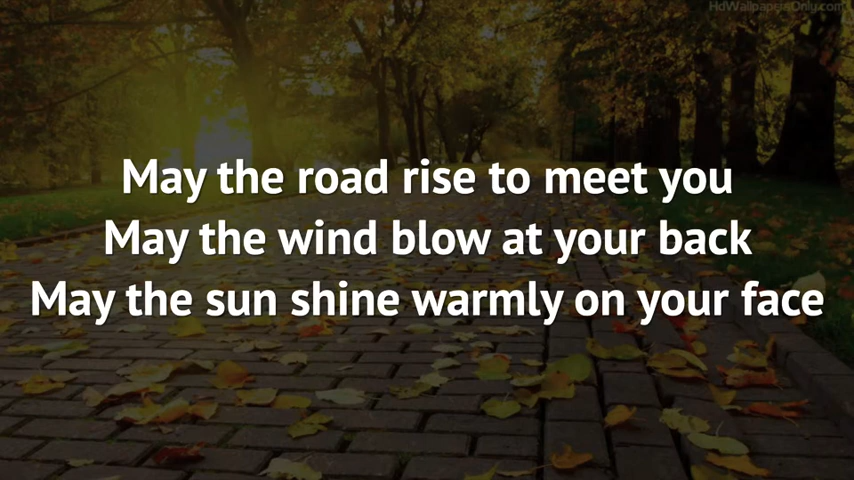 HdWallpapersOnly.com
May the road rise to meet you
May the wind blow at your back
May the sun shine warmly on your face